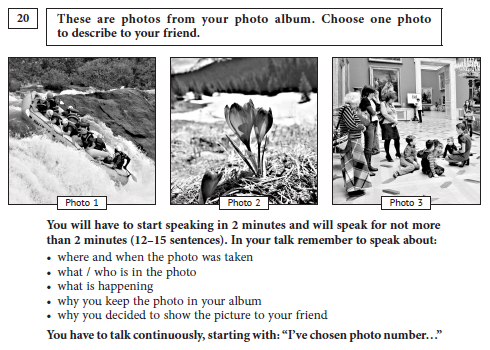 20
These are photos from your photo album. Choose one photo
to describe to your friend.
Photo 1
Photo 2
Photo 3
You will have to start speaking in 2 minutes and will speak for not more
than 2 minutes (12–15 sentences). In your talk remember to speak about:
• where and when the photo was taken
• what / who is in the photo
• what is happening
• why you keep the photo in your album
• why you decided to show the picture to your friend
You have to talk continuously, starting with: “I’ve chosen photo number…”